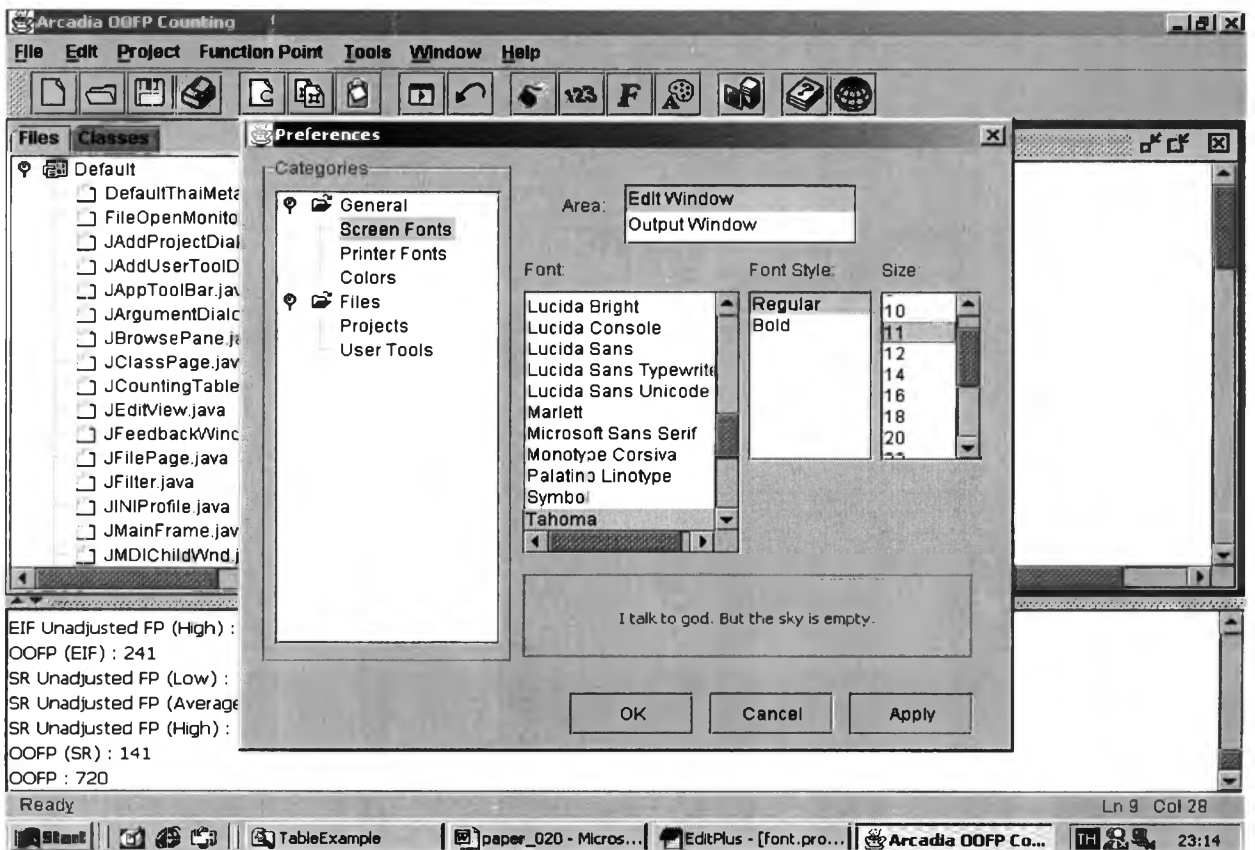 Arcadia OOFP Counting
File Edit Project Function Point Tools Window Help
123 F A
Files Classes
Default
DefaultThaiMeta
FileOpenMonito
JAddProjectDial
JAddUserToolD
JAppToolBar.jav
JArgumentDialo
JBrowsePane.ja
JClassPage.jav
JCountingTable
JEditView.java
JFeedbackWind
JFilePage.java
JFilter.java
JINIProfile.java
JMainFrame.jav
JMDIChildWnd.j
Preferences
Categories
General
Screen Fonts
Printer Fonts
Colors
Files
Projects
User Tools
Area: Edit Window
Output Window
Font: Font Style: Size:
Lucida Bright
Lucida Console
Lucida Sans
Lucida Sans Typewrite
Lucida Sans Unicode
Marlett
Microsoft Sans Serif
Monotype Corsiva
Palatino Linotype
Symbol
Tahoma
Regular
Bold
10
11
12
14
16
18
20
I talk to god. But the sky is empty.
OK Cancel Apply
EIF Unadjusted FP (High) :
OOFP (EIF) : 241
SR Unadjusted FP (Low) :
SR Unadjusted FP (Average
SR Unadjusted FP (High) :
OOFP (SR) : 141
OOFP : 720
Ready Ln 9 Col 28
Start TableExample paper_020 - Micros... EditPlus - [font.pro... Arcadia OOFP Co... TH 23:14